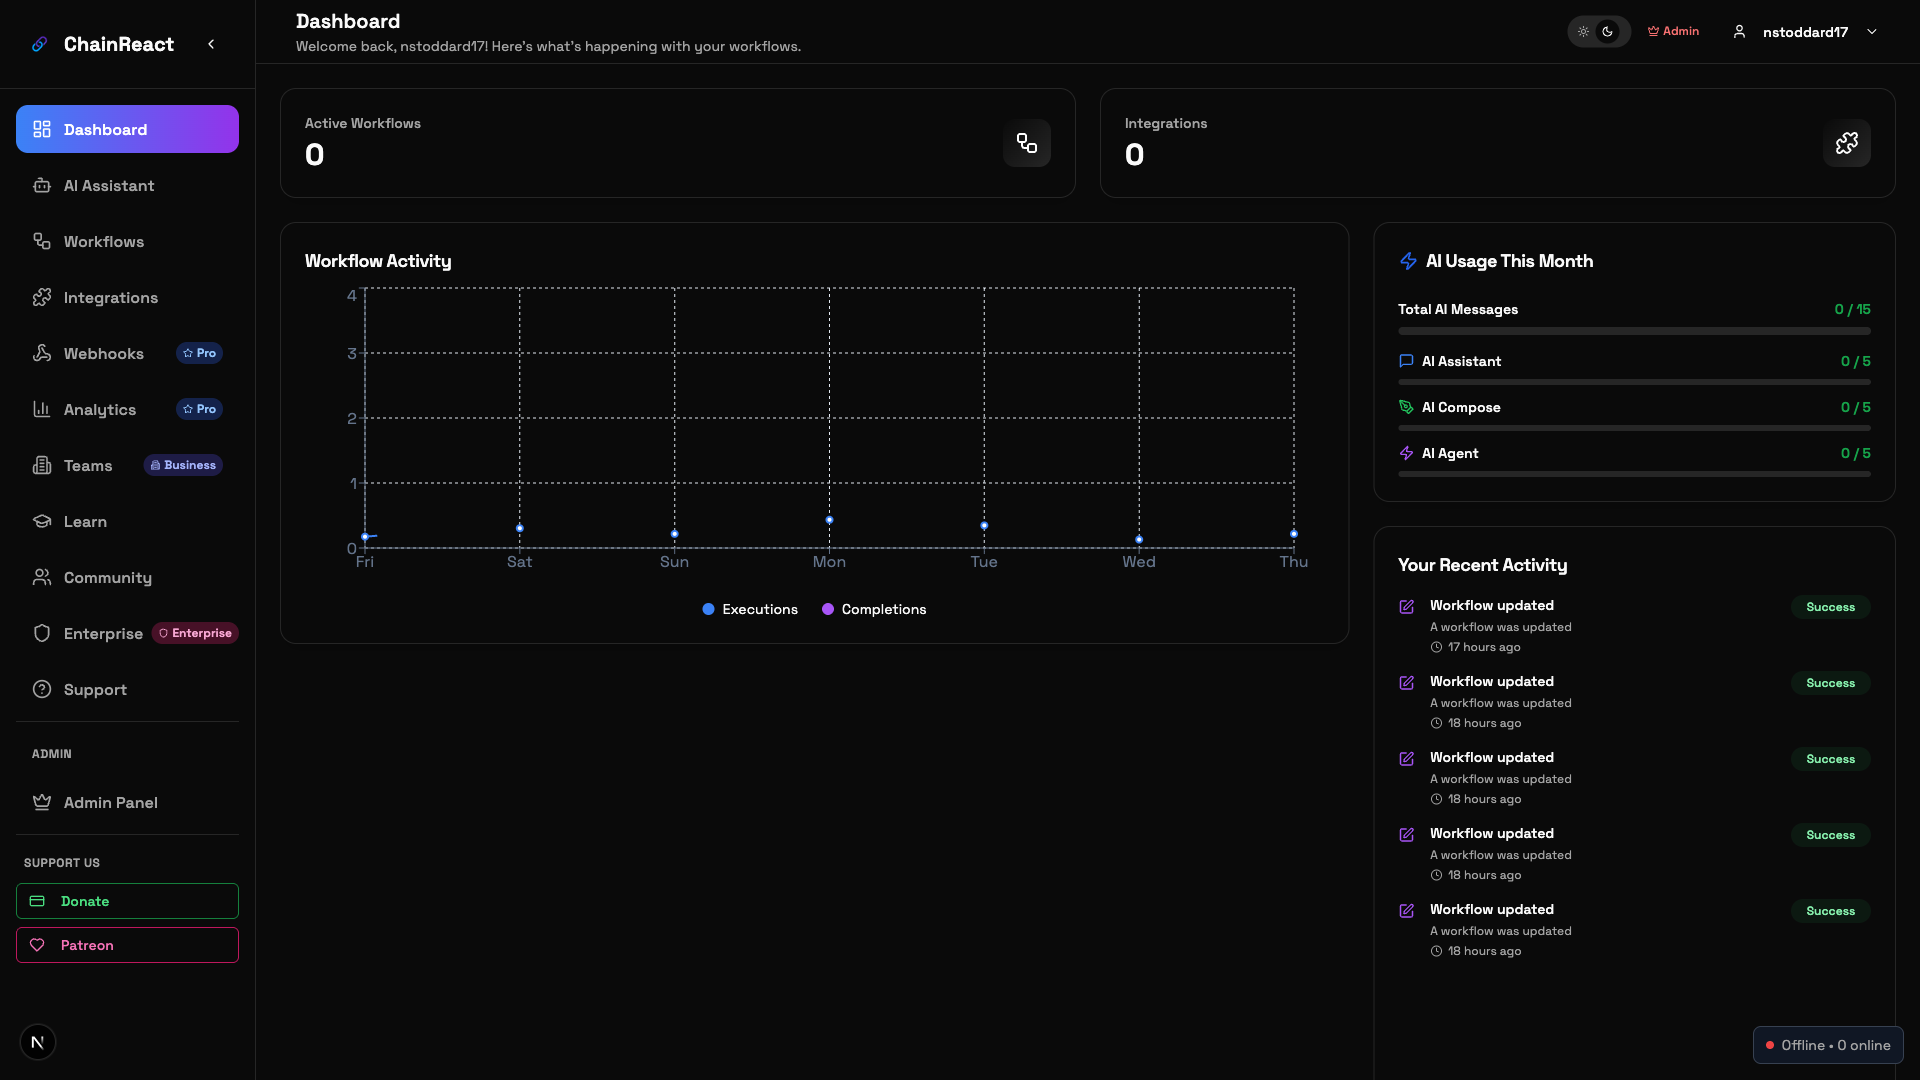 ChainReact
Dashboard
AI Assistant
Workflows
Integrations
Webhooks
Pro
Analytics
Pro
Teams
Business
Learn
Community
Enterprise
Enterprise
Support
ADMIN
Admin Panel
SUPPORT US
Donate
Patreon
N
Dashboard
Welcome back, nstoddard17! Here's what's happening with your workflows.
Admin
nstoddard17
Active Workflows
0
Integrations
0
Workflow Activity
4
3
2
1
0
Fri Sat Sun Mon Tue Wed Thu
Executions Completions
AI Usage This Month
Total AI Messages 0 / 15
AI Assistant 0 / 5
AI Compose 0 / 5
AI Agent 0 / 5
Your Recent Activity
Workflow updated Success
A workflow was updated
17 hours ago
Workflow updated Success
A workflow was updated
18 hours ago
Workflow updated Success
A workflow was updated
18 hours ago
Workflow updated Success
A workflow was updated
18 hours ago
Workflow updated Success
A workflow was updated
18 hours ago
Offline • 0 online